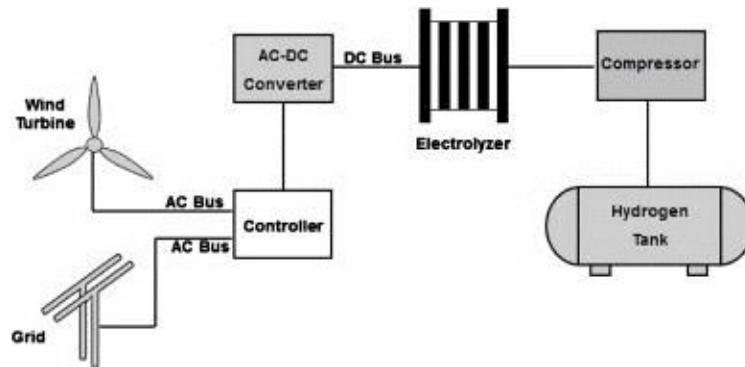 AC-DC
Converter
DC Bus
Compressor
Wind
Turbine
Electrolyzer
AC Bus
Controller
AC Bus
Hydrogen
Tank
Grid